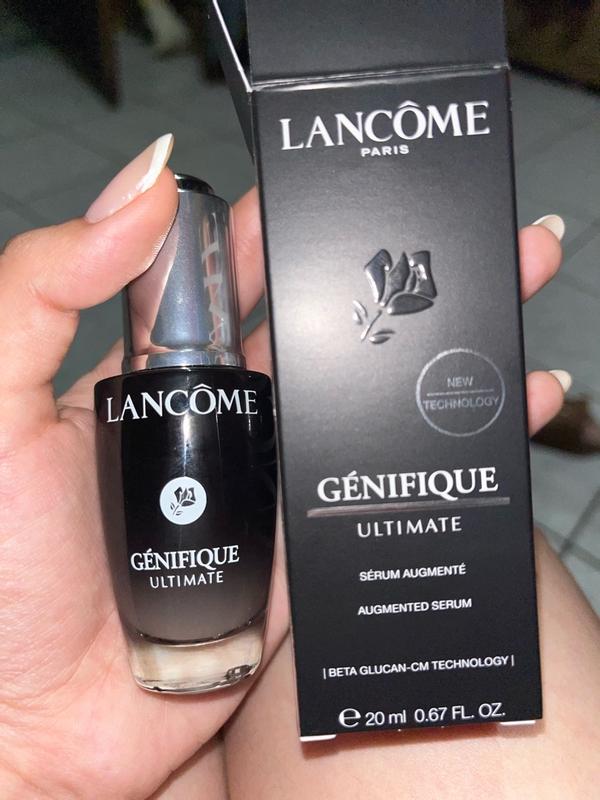 LANCÔME
PARIS
NEW
TECHNOLOGY
GÉNIFIQUE
ULTIMATE
SÉRUM AUGMENTÉ
AUGMENTED SERUM
| BETA GLUCAN-CM TECHNOLOGY |
℮ 20 ml 0.67 FL. OZ.
LANCÔME
GÉNIFIQUE
ULTIMATE